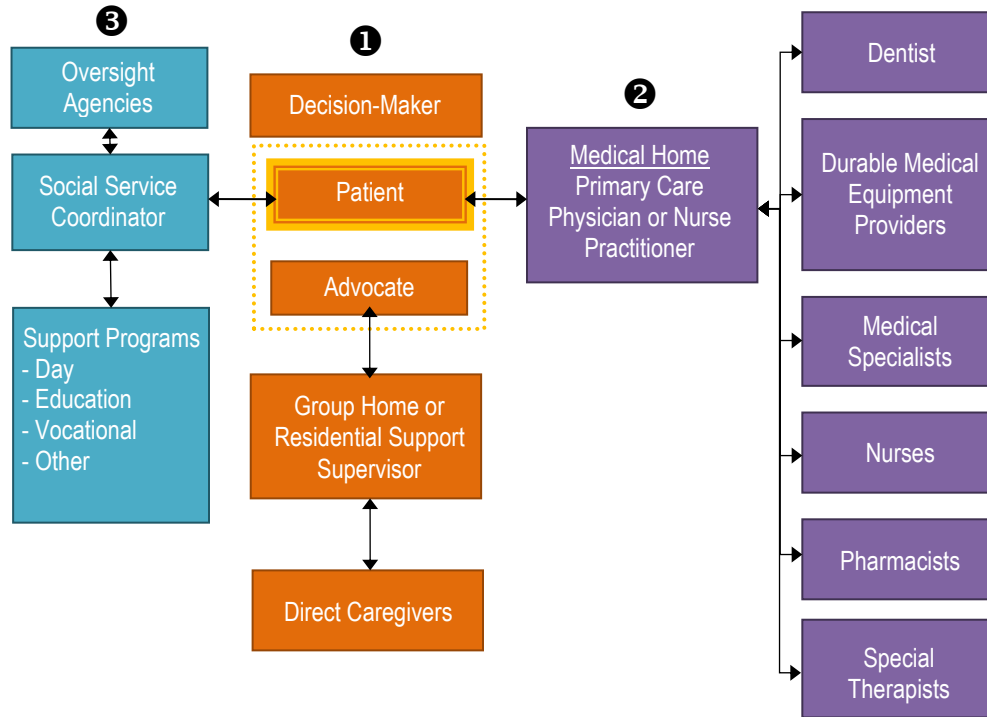 ❸
Oversight
Agencies
Social Service
Coordinator
Support Programs
- Day
- Education
- Vocational
- Other
❶
Decision-Maker
Patient
Advocate
Group Home or
Residential Support
Supervisor
Direct Caregivers
❷
Medical Home
Primary Care
Physician or Nurse
Practitioner
Dentist
Durable Medical
Equipment
Providers
Medical
Specialists
Nurses
Pharmacists
Special
Therapists